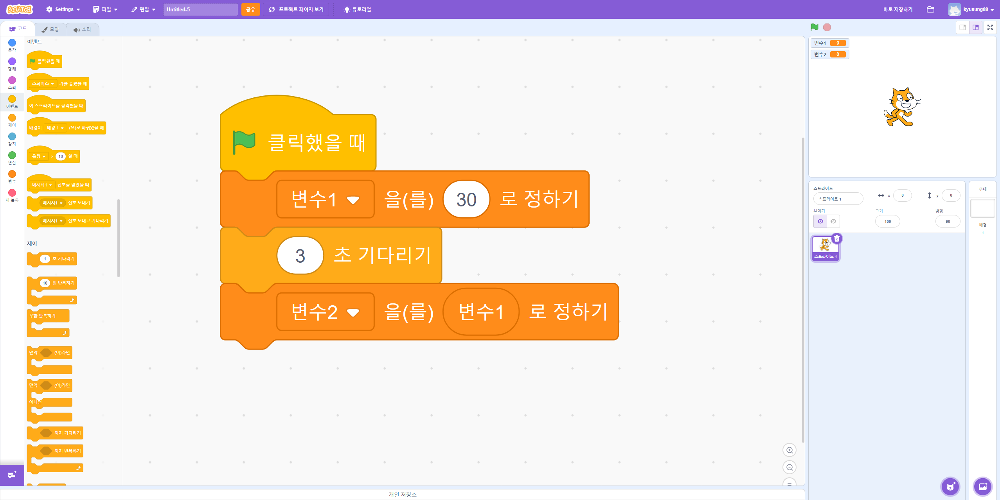 SCRATCH Settings 파일 편집 Untitled-5 공유 프로젝트 페이지 보기 튜토리얼 바로 저장하기 kyusung88
코드 모양 소리
동작
형태
소리
이벤트
제어
감지
연산
변수
내 블록
이벤트
클릭했을 때
스페이스 키를 눌렀을 때
이 스프라이트를 클릭했을 때
배경이 배경 1 (으)로 바뀌었을 때
음량 > 10 일 때
메시지1 신호를 받았을 때
메시지1 신호 보내기
메시지1 신호 보내고 기다리기
제어
1 초 기다리기
10 번 반복하기
무한 반복하기
만약 (이)라면
만약 (이)라면
아니면
까지 기다리기
까지 반복하기
클릭했을 때
변수1 을(를) 30 로 정하기
3 초 기다리기
변수2 을(를) 변수1 로 정하기
개인 저장소
변수1 0
변수2 0
스프라이트
스프라이트 1 x 0 y 0
보이기 크기 방향
100 90
스프라이트 1
무대
배경
1